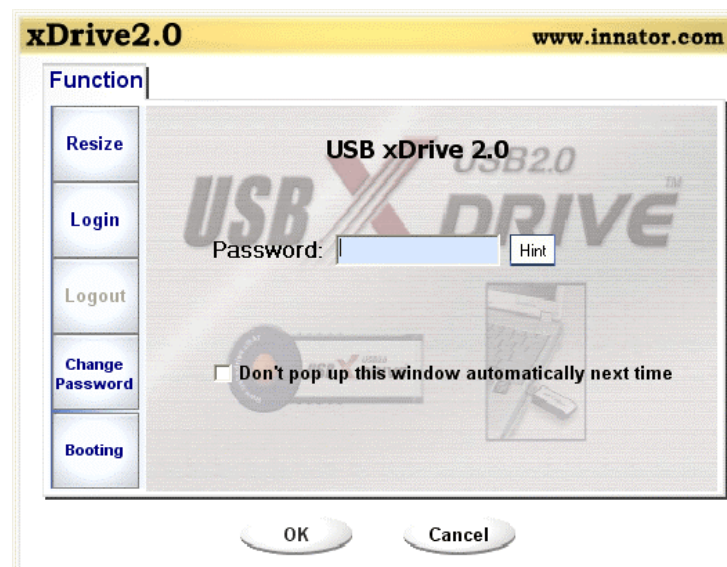 xDrive2.0
www.innator.com
Function
Resize
Login
Logout
Change
Password
Booting
USB xDrive 2.0
USB X DRIVE
USB2.0
TM
Password:
Hint
Don't pop up this window automatically next time
OK
Cancel